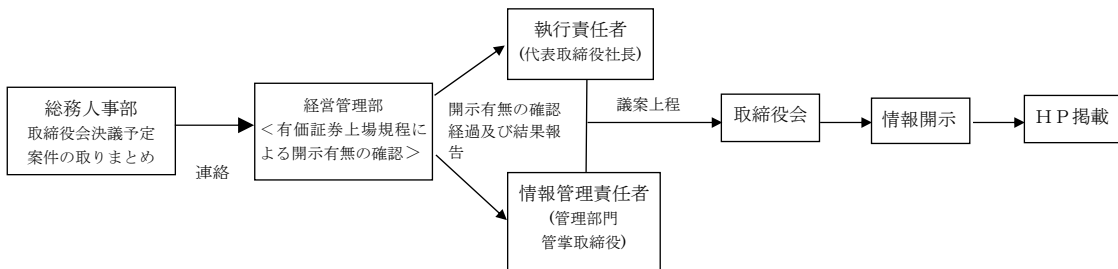 総務人事部
取締役会決議予定
案件の取りまとめ
連絡
経営管理部
＜有価証券上場規程に
よる開示有無の確認＞
執行責任者
(代表取締役社長)
開示有無の確認
経過及び結果報
告
情報管理責任者
(管理部門
管掌取締役)
議案上程
取締役会
情報開示
ＨＰ掲載